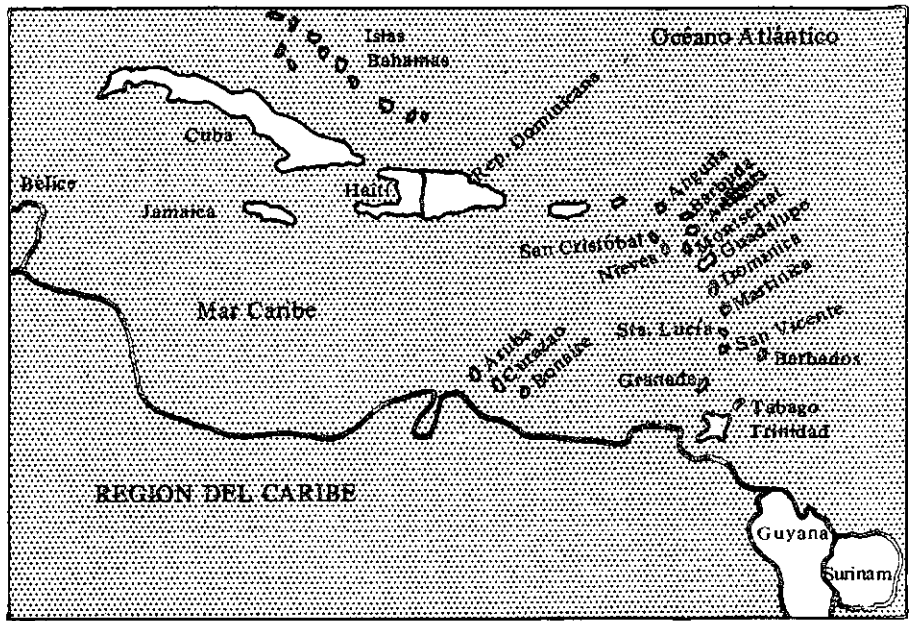 Islas
Bahamas
Océano Atlántico
Cuba
Rep. Dominicana
Haití
Belice
Jamaica
Anguila
Barbuda
Antigua
Montserrat
San Cristóbal
Guadalupo
Nieves
Dominica
Martinica
Mar Caribe
Sta. Lucía
San Vicente
Barbados
Aruba
Curazao
Bonaire
Granada
Tabago
Trinidad
REGION DEL CARIBE
Guyana
Surinam